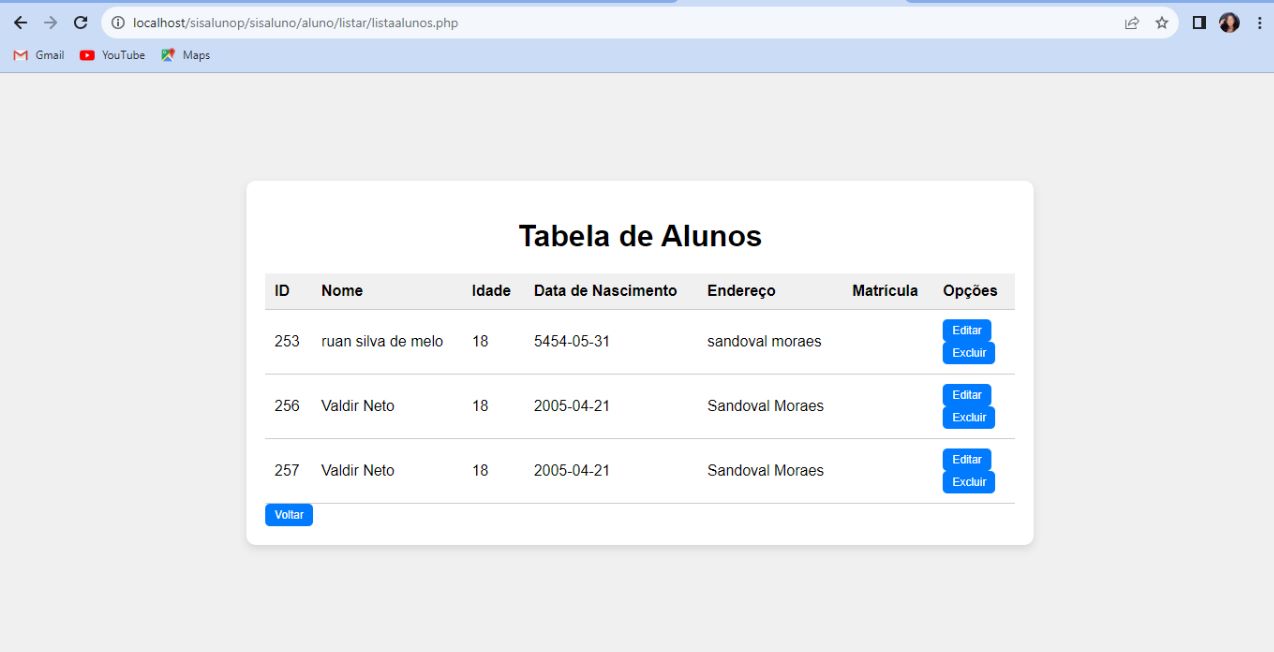 localhost/sisalunop/sisaluno/aluno/listar/listaalunos.php
Gmail YouTube Maps
Tabela de Alunos
ID Nome Idade Data de Nascimento Endereço Matrícula Opções
253 ruan silva de melo 18 5454-05-31 sandoval moraes Editar
Excluir
256 Valdir Neto 18 2005-04-21 Sandoval Moraes Editar
Excluir
257 Valdir Neto 18 2005-04-21 Sandoval Moraes Editar
Excluir
Voltar